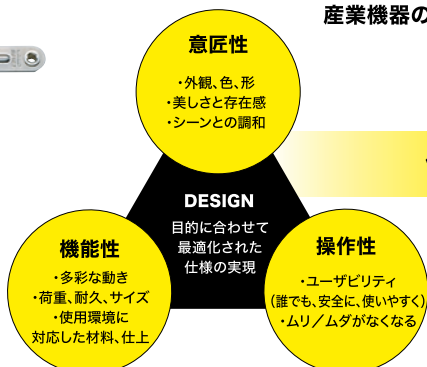 産業機器の
意匠性
・外観、色、形
・美しさと存在感
・シーンとの調和
DESIGN
目的に合わせて
最適化された
仕様の実現
機能性
・多彩な動き
・荷重、耐久、サイズ
・使用環境に
対応した材料、仕上
操作性
・ユーザビリティ
(誰でも、安全に、使いやすく)
・ムリ／ムダがなくなる